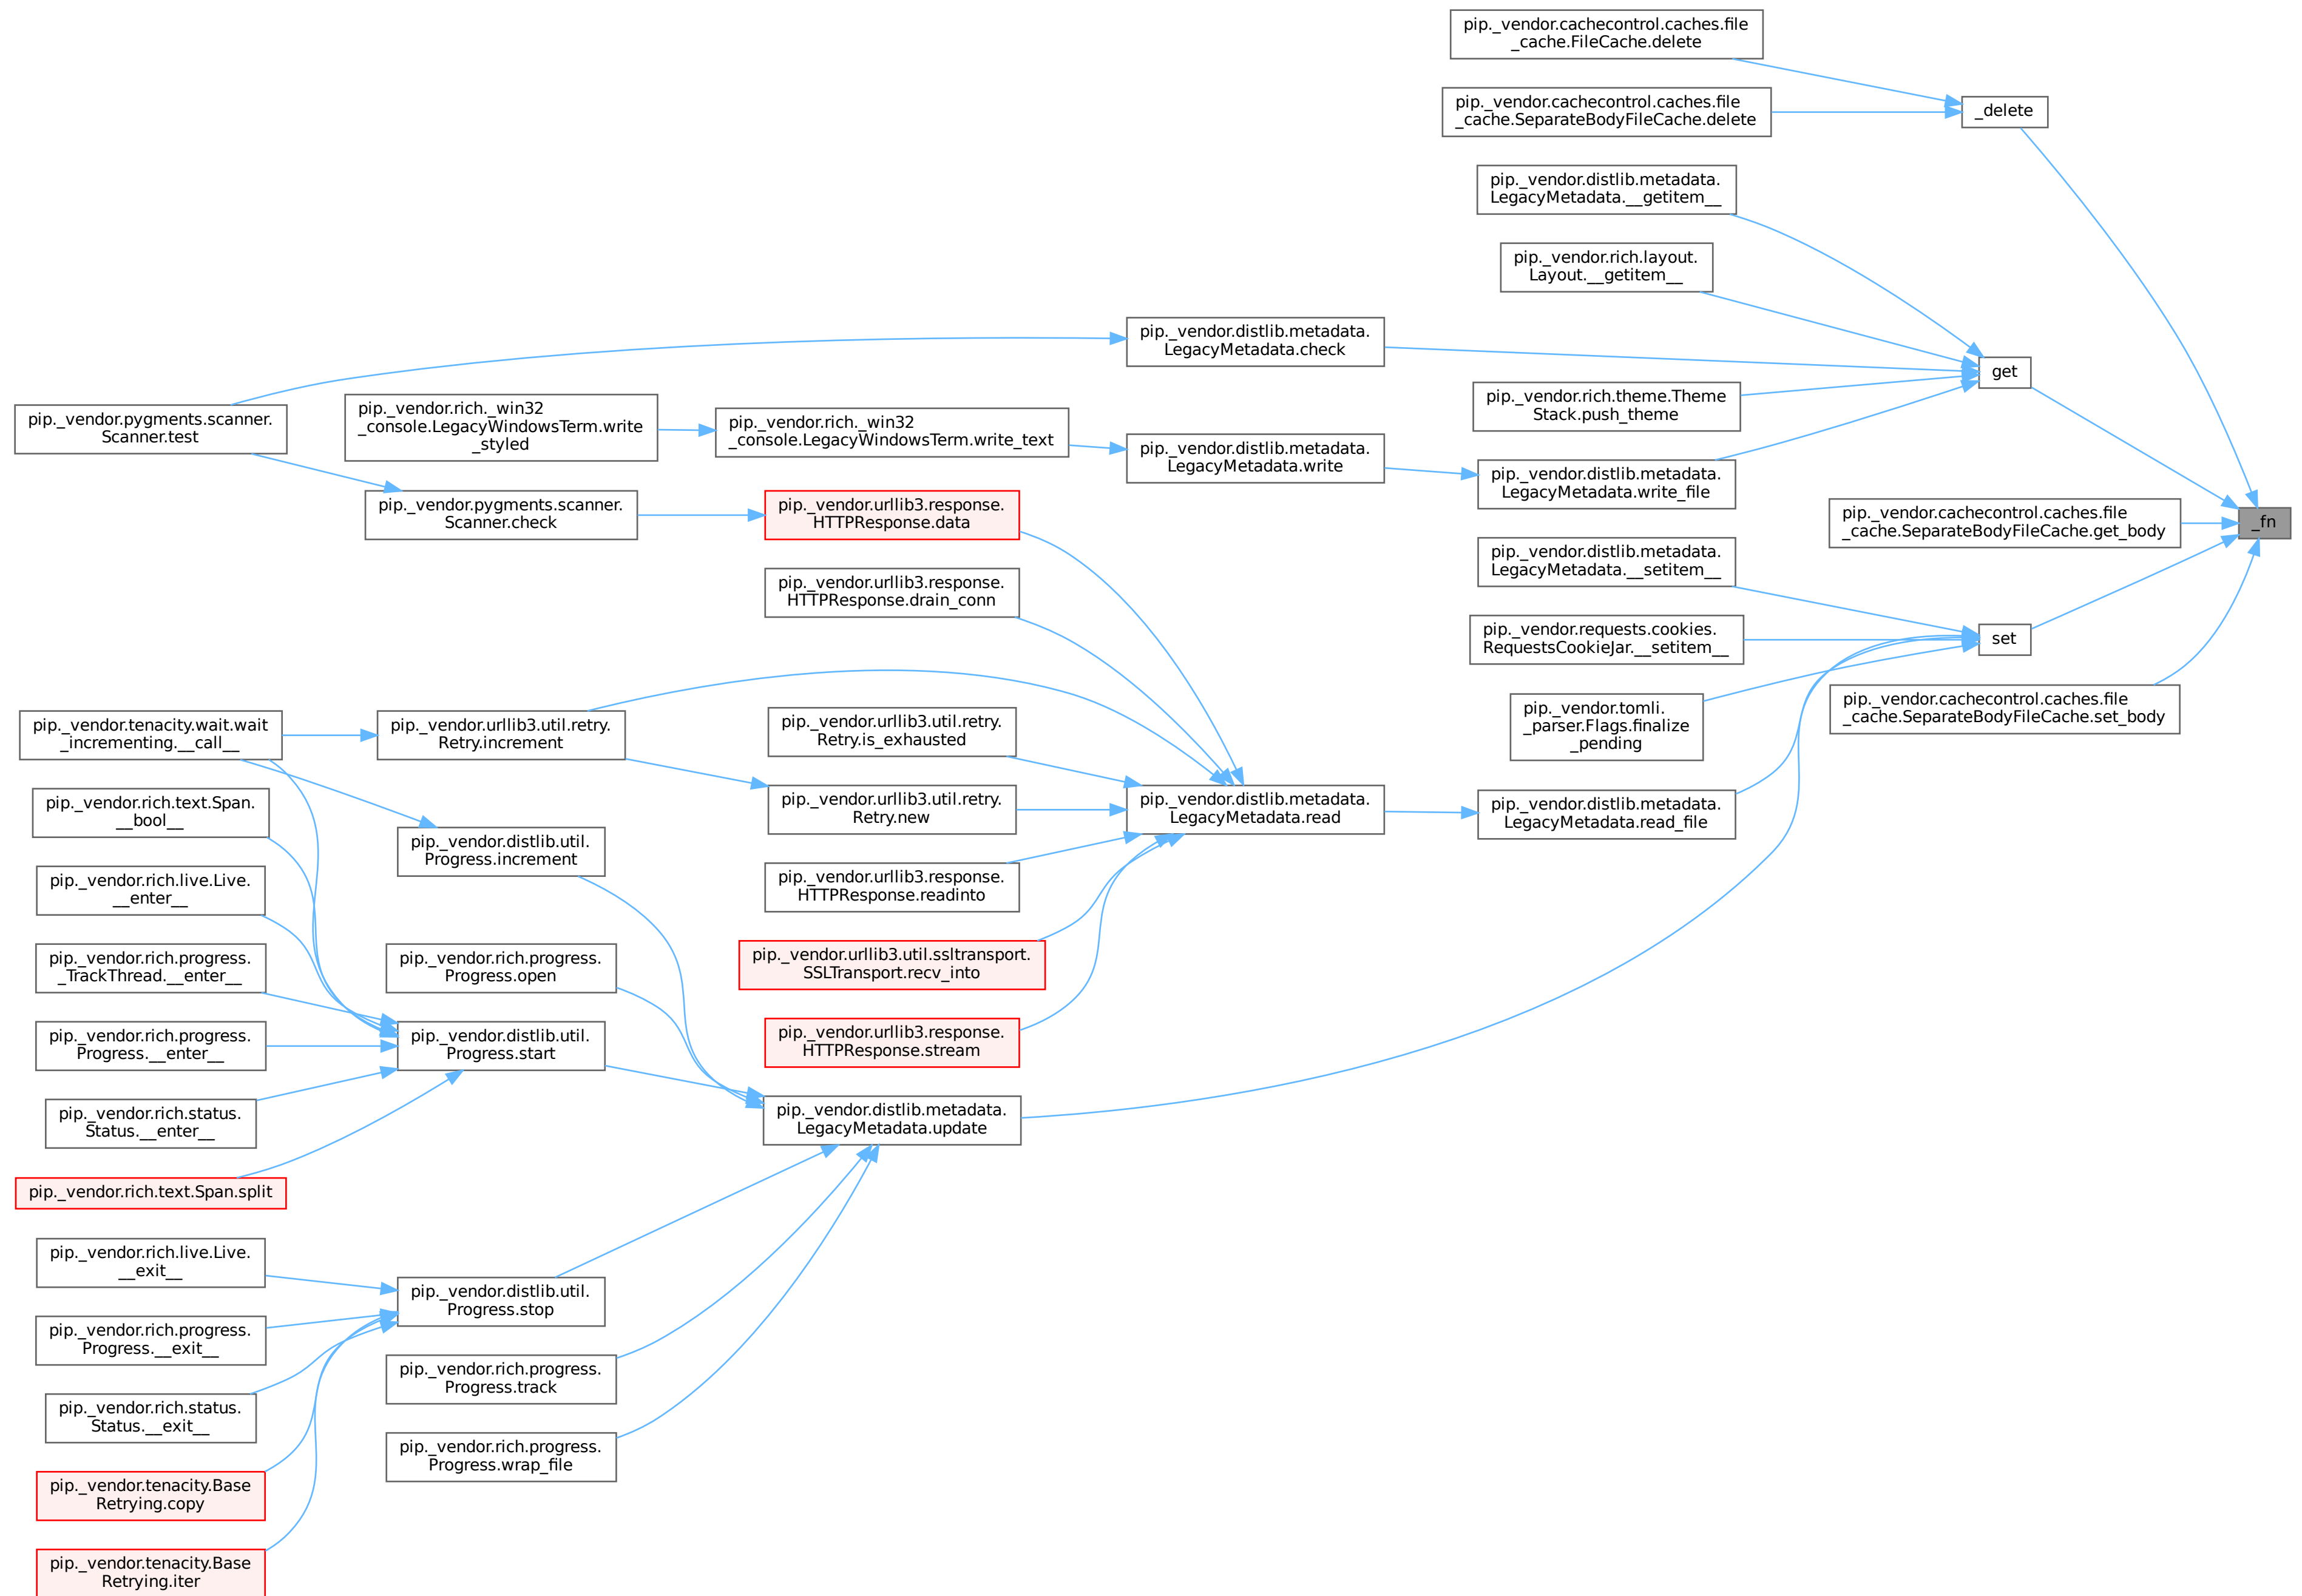 pip._vendor.cachecontrol.caches.file
_cache.FileCache.delete
pip._vendor.cachecontrol.caches.file
_cache.SeparateBodyFileCache.delete
_delete
pip._vendor.distlib.metadata.
LegacyMetadata.__getitem__
pip._vendor.rich.layout.
Layout.__getitem__
pip._vendor.distlib.metadata.
LegacyMetadata.check
get
pip._vendor.rich.theme.Theme
Stack.push_theme
pip._vendor.pygments.scanner.
Scanner.test
pip._vendor.rich._win32
_console.LegacyWindowsTerm.write
_styled
pip._vendor.rich._win32
_console.LegacyWindowsTerm.write_text
pip._vendor.distlib.metadata.
LegacyMetadata.write
pip._vendor.distlib.metadata.
LegacyMetadata.write_file
pip._vendor.pygments.scanner.
Scanner.check
pip._vendor.urllib3.response.
HTTPResponse.data
pip._vendor.cachecontrol.caches.file
_cache.SeparateBodyFileCache.get_body
_fn
pip._vendor.distlib.metadata.
LegacyMetadata.__setitem__
pip._vendor.urllib3.response.
HTTPResponse.drain_conn
pip._vendor.requests.cookies.
RequestsCookieJar.__setitem__
set
pip._vendor.tomli.
_parser.Flags.finalize
_pending
pip._vendor.cachecontrol.caches.file
_cache.SeparateBodyFileCache.set_body
pip._vendor.tenacity.wait.wait
_incrementing.__call__
pip._vendor.urllib3.util.retry.
Retry.increment
pip._vendor.urllib3.util.retry.
Retry.is_exhausted
pip._vendor.rich.text.Span.
__bool__
pip._vendor.urllib3.util.retry.
Retry.new
pip._vendor.distlib.metadata.
LegacyMetadata.read
pip._vendor.distlib.metadata.
LegacyMetadata.read_file
pip._vendor.distlib.util.
Progress.increment
pip._vendor.rich.live.Live.
__enter__
pip._vendor.urllib3.response.
HTTPResponse.readinto
pip._vendor.rich.progress.
_TrackThread.__enter__
pip._vendor.rich.progress.
Progress.open
pip._vendor.urllib3.util.ssltransport.
SSLTransport.recv_into
pip._vendor.rich.progress.
Progress.__enter__
pip._vendor.distlib.util.
Progress.start
pip._vendor.urllib3.response.
HTTPResponse.stream
pip._vendor.rich.status.
Status.__enter__
pip._vendor.distlib.metadata.
LegacyMetadata.update
pip._vendor.rich.text.Span.split
pip._vendor.rich.live.Live.
__exit__
pip._vendor.distlib.util.
Progress.stop
pip._vendor.rich.progress.
Progress.__exit__
pip._vendor.rich.progress.
Progress.track
pip._vendor.rich.status.
Status.__exit__
pip._vendor.rich.progress.
Progress.wrap_file
pip._vendor.tenacity.Base
Retrying.copy
pip._vendor.tenacity.Base
Retrying.iter